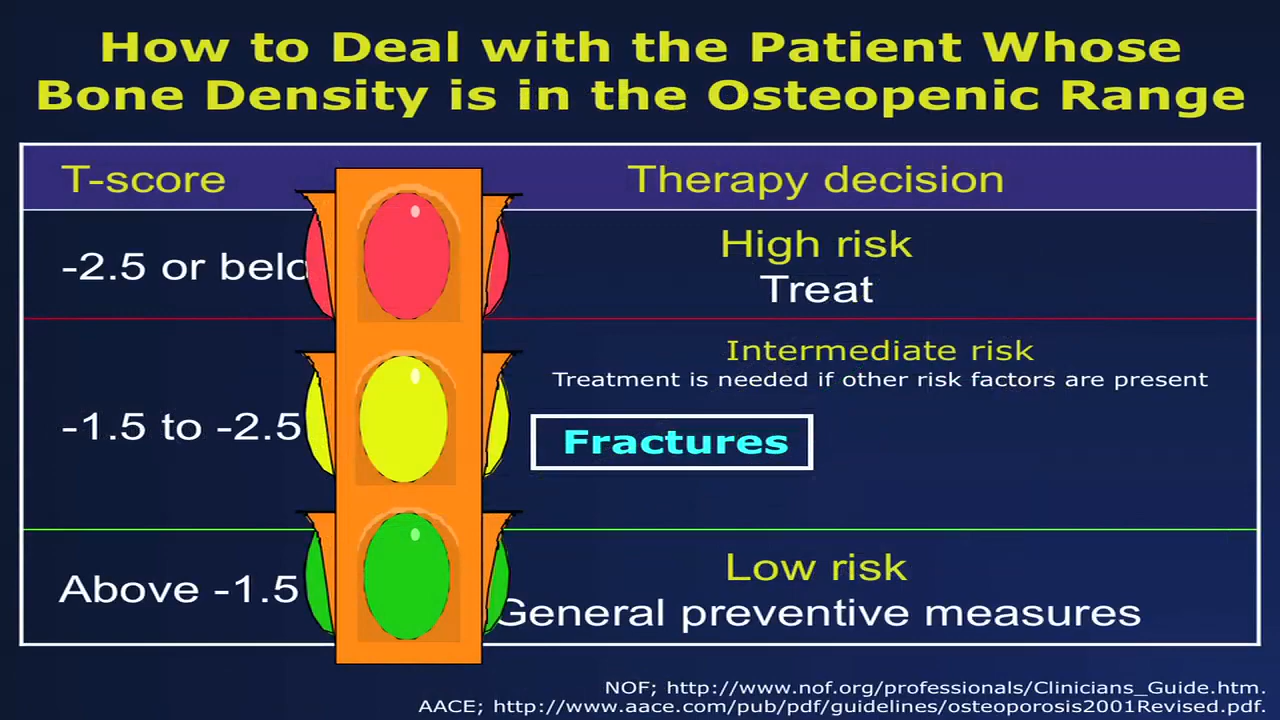 How to Deal with the Patient Whose
Bone Density is in the Osteopenic Range
T-score
Therapy decision
-2.5 or belo
High risk
Treat
-1.5 to -2.5
Intermediate risk
Treatment is needed if other risk factors are present
Fractures
Above -1.5
Low risk
General preventive measures
NOF; http://www.nof.org/professionals/Clinicians_Guide.htm.
AACE; http://www.aace.com/pub/pdf/guidelines/osteoporosis2001Revised.pdf.